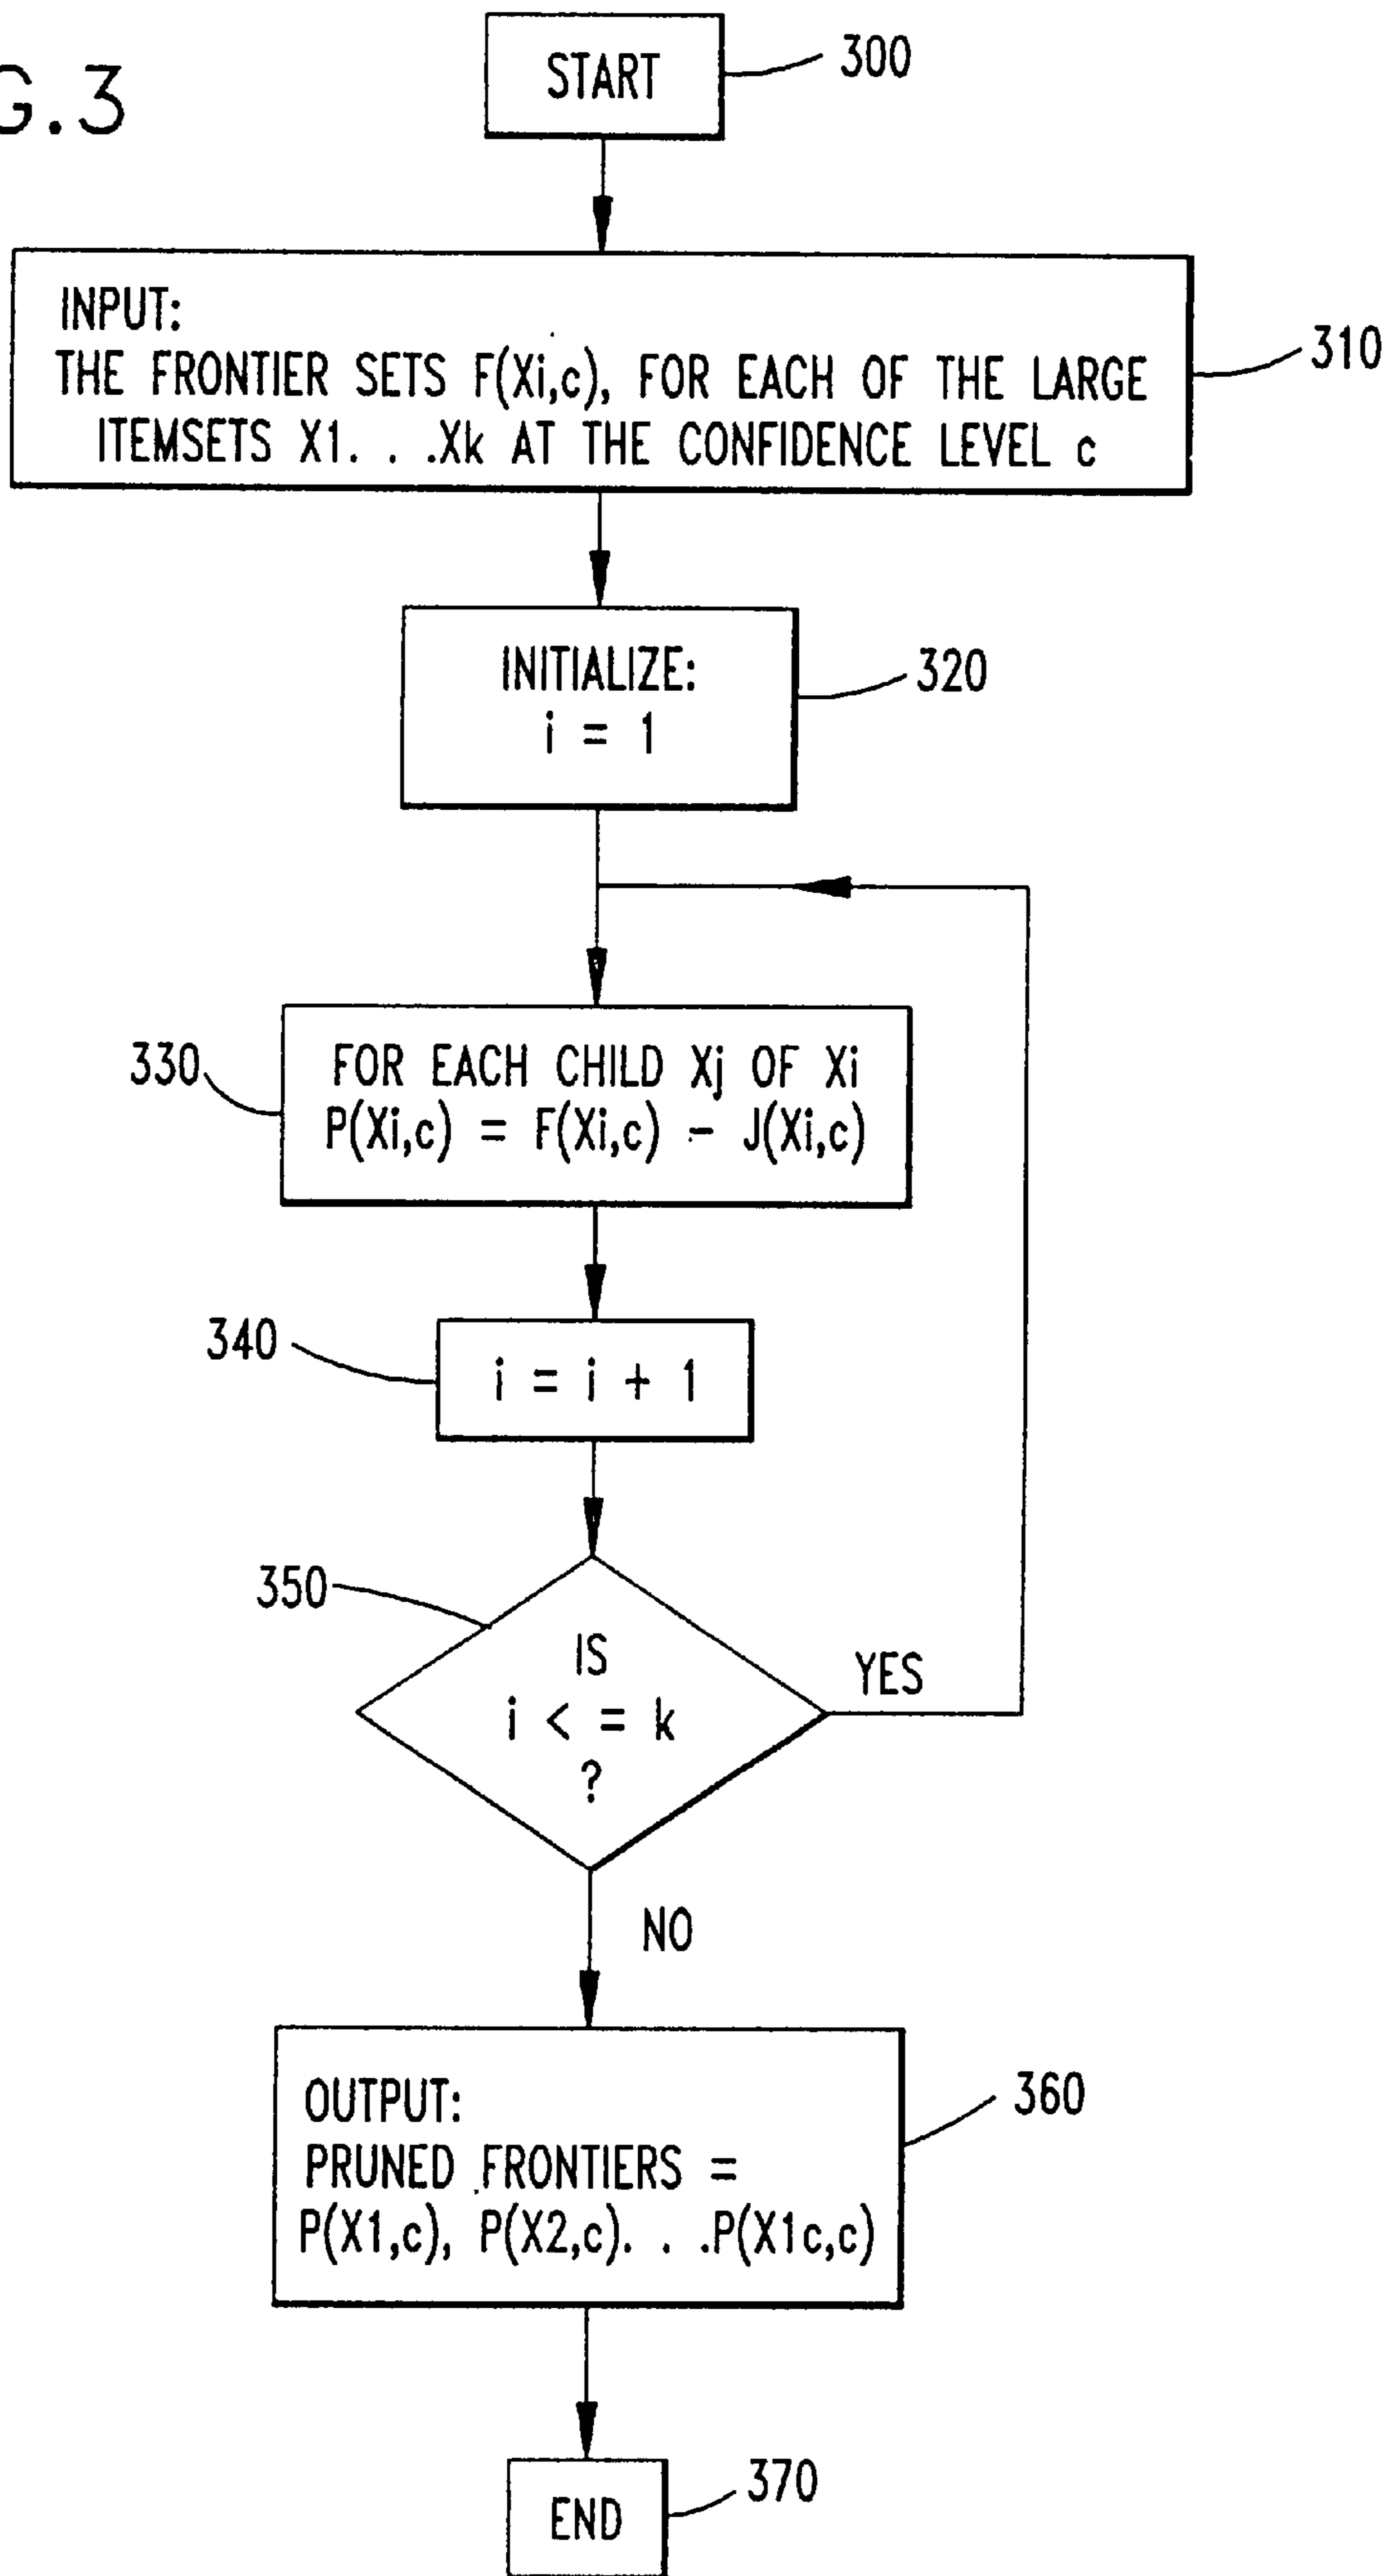 G.3
START
300
INPUT:
THE FRONTIER SETS F(Xi,c), FOR EACH OF THE LARGE
ITEMSETS X1. . .Xk AT THE CONFIDENCE LEVEL c
310
INITIALIZE:
i = 1
320
330
FOR EACH CHILD Xj OF Xi
P(Xi,c) = F(Xi,c) - J(Xi,c)
340
i = i + 1
350
IS
i < = k
?
YES
NO
OUTPUT:
PRUNED FRONTIERS =
P(X1,c), P(X2,c). . .P(X1c,c)
360
END
370